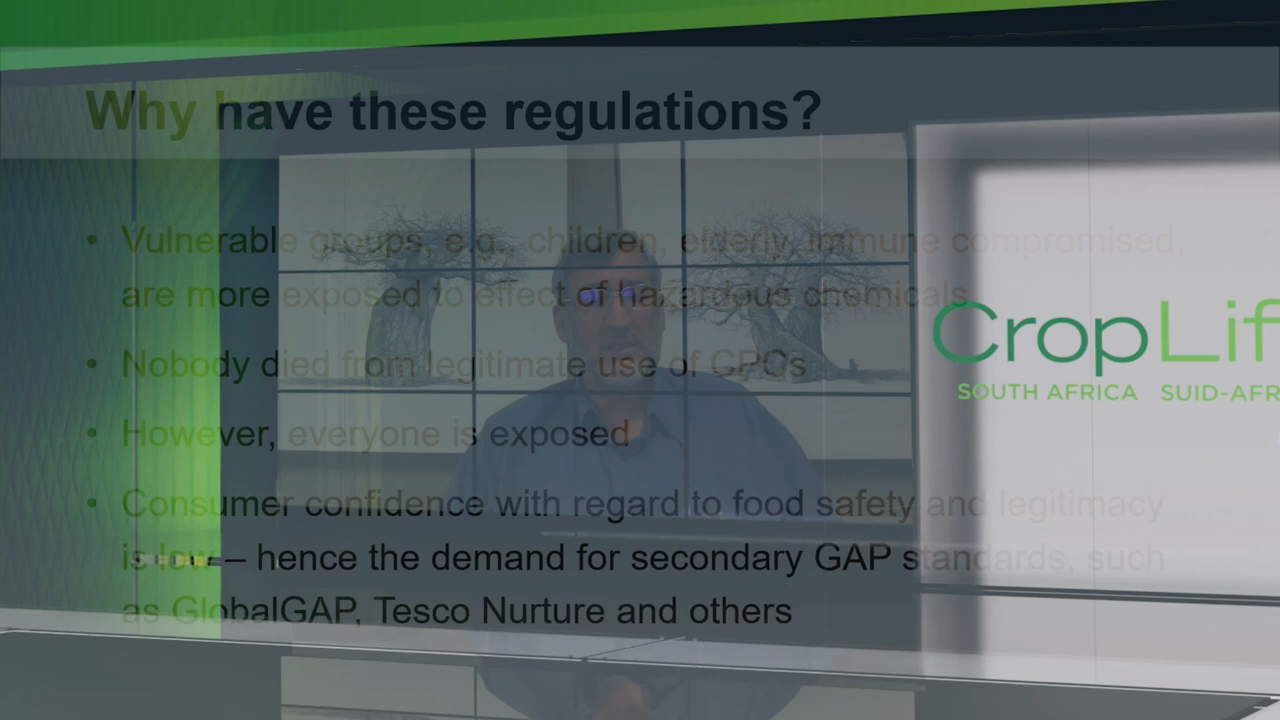 Why have these regulations?
• Vulnerable groups, e.g. children, elderly, immune compromised,
are more exposed to effect of hazardous chemicals
• Nobody died from legitimate use of CPCs
• However, everyone is exposed
• Consumer confidence with regard to food safety and legitimacy
is low – hence the demand for secondary GAP standards, such
as GlobalGAP, Tesco Nurture and others
CropLif
SOUTH AFRICA SUID-AFR